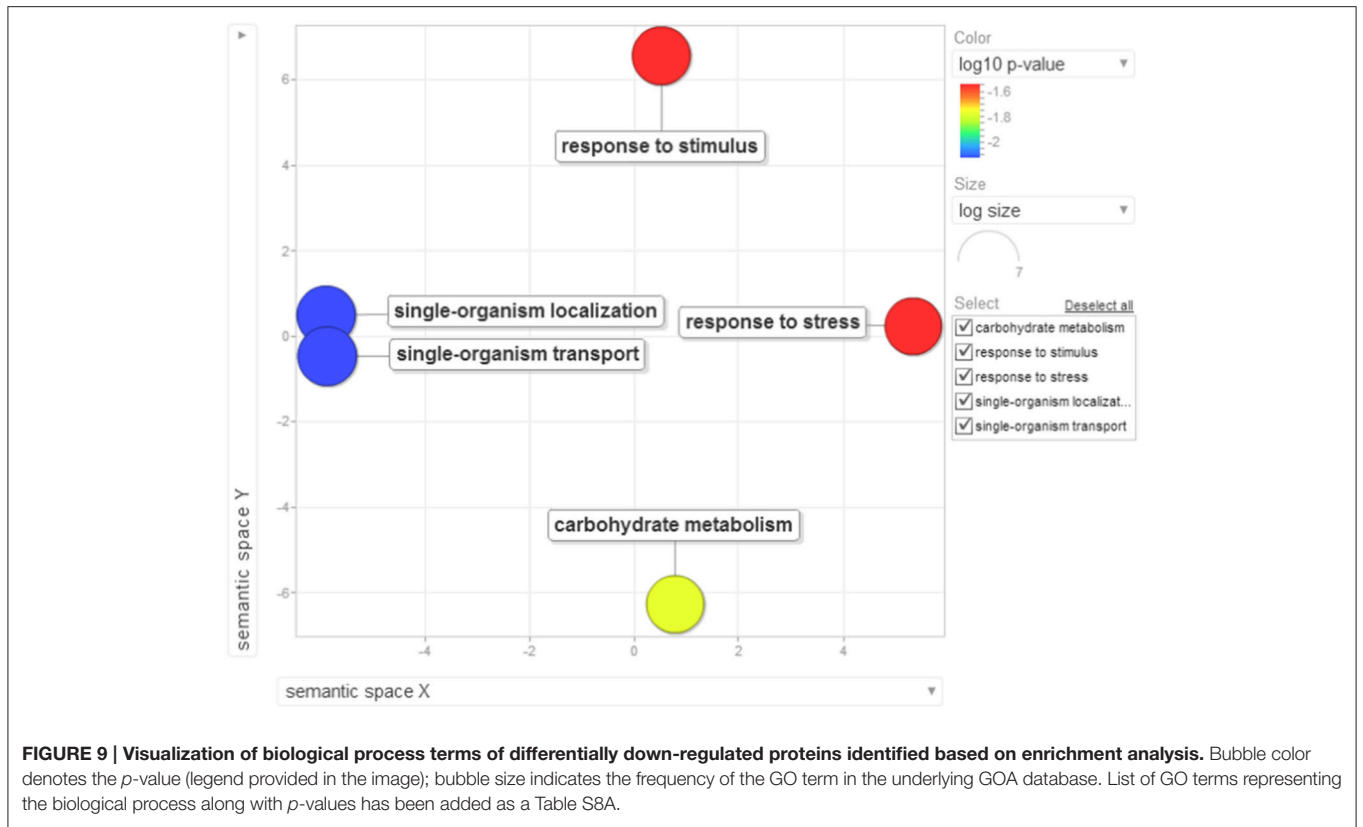 6
4
2
0
-2
-4
-6
semantic space Y
response to stimulus
single-organism localization
response to stress
single-organism transport
carbohydrate metabolism
-4
-2
0
2
4
semantic space X
Color
log10 p-value
-1.6
-1.8
-2
Size
log size
7
Select
Deselect all
carbohydrate metabolism
response to stimulus
response to stress
single-organism localizat...
single-organism transport
FIGURE 9 | Visualization of biological process terms of differentially down-regulated proteins identified based on enrichment analysis. Bubble color
denotes the p-value (legend provided in the image); bubble size indicates the frequency of the GO term in the underlying GOA database. List of GO terms representing
the biological process along with p-values has been added as a Table S8A.